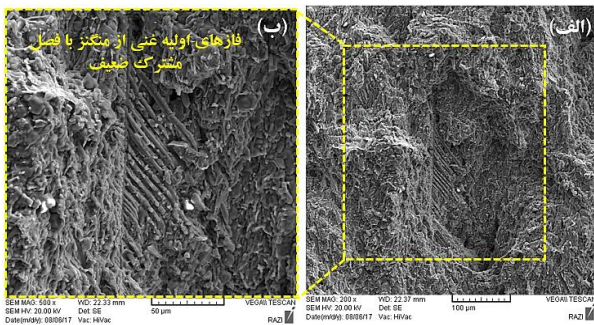 (الف)
(ب)
فازهای اولیه غنی از منگنز با فصل
مشترک ضعیف
SEM MAG: 500 x WD: 22.33 mm VEGA\\ TESCAN
SEM HV: 20.00 kV Det: SE 50 µm
Date(m/d/y): 08/06/17 Vac: HiVac RAZI
SEM MAG: 200 x WD: 22.37 mm VEGA\\ TESCAN
SEM HV: 20.00 kV Det: SE 100 µm
Date(m/d/y): 08/06/17 Vac: HiVac RAZI